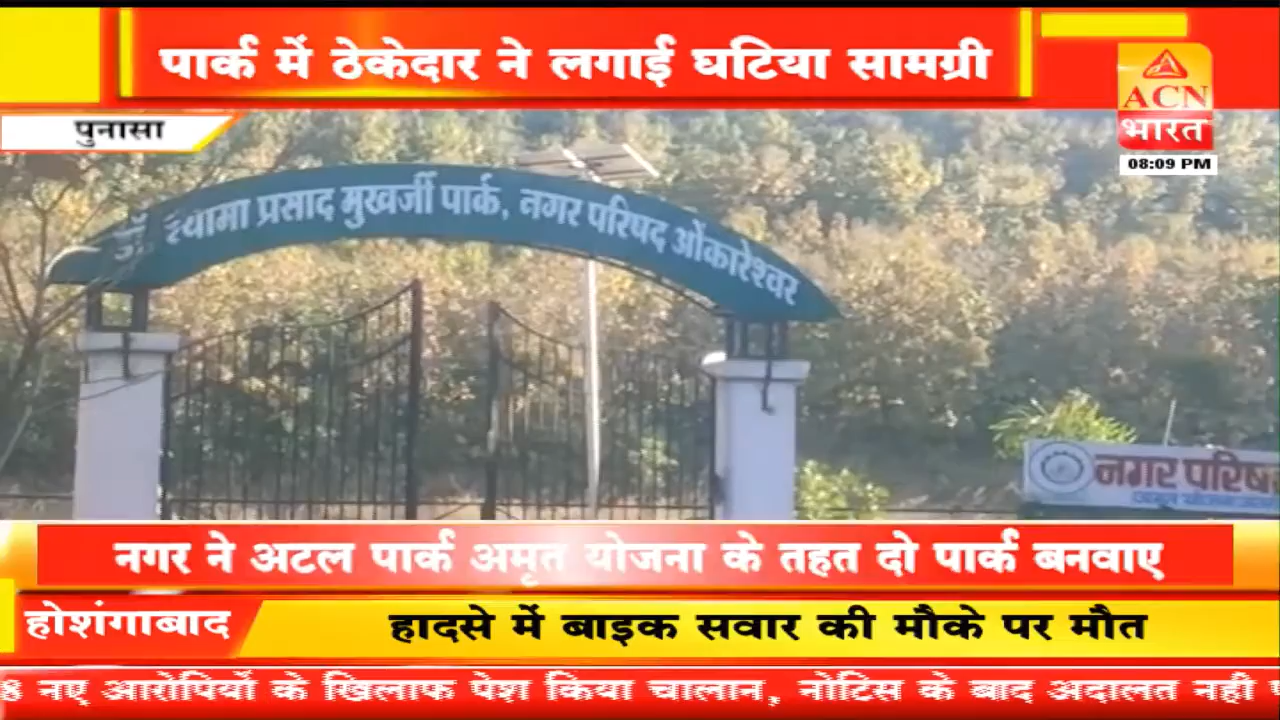 पार्क में ठेकेदार ने लगाई घटिया सामग्री
ACN
भारत
08:09 PM
पुनासा
डॉ. श्यामा प्रसाद मुखर्जी पार्क, नगर परिषद ओंकारेश्वर
नगर परिष
नगर ने अटल पार्क अमृत योजना के तहत दो पार्क बनवाए
होशंगाबाद
हादसे में बाइक सवार की मौके पर मौत
8 नए आरोपियों के खिलाफ पेश किया चालान, नोटिस के बाद अदालत नही